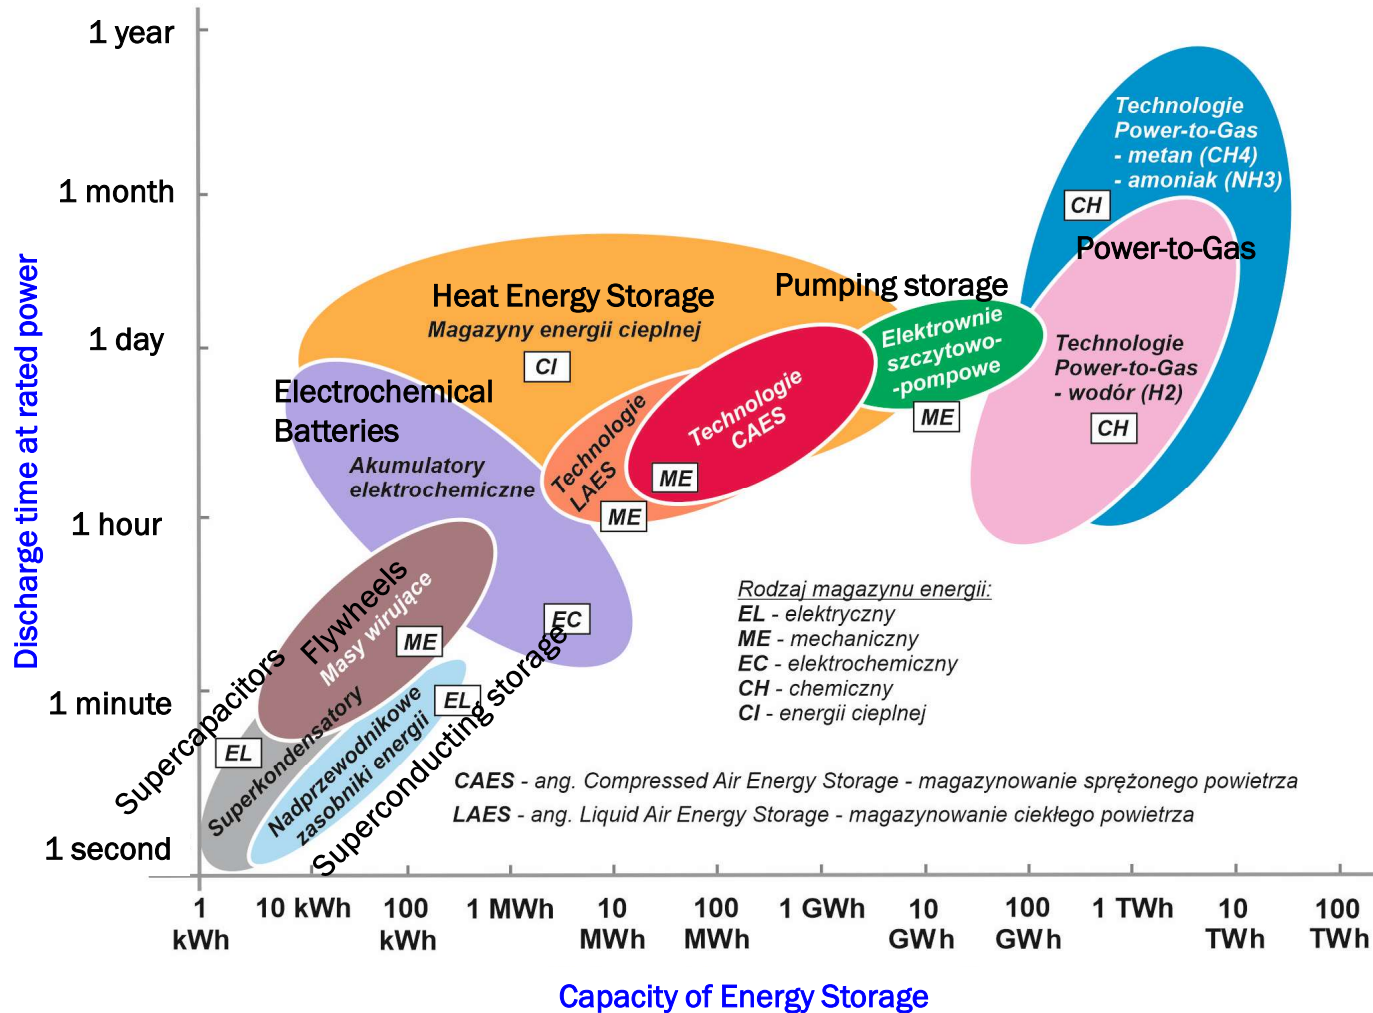 1 year
1 month
1 day
1 hour
1 minute
1 second
Discharge time at rated power
Technologie
Power-to-Gas
- metan (CH4)
- amoniak (NH3)
CH
Power-to-Gas
Technologie
Power-to-Gas
- wodór (H2)
CH
Pumping storage
Elektrownie
szczytowo-
-pompowe
ME
Heat Energy Storage
Magazyny energii cieplnej
CI
Technologie
CAES
ME
Technologie
LAES
ME
Electrochemical
Batteries
Akumulatory
elektrochemiczne
EC
Flywheels
Masy wirujące
ME
Supercapacitors
EL
Superkondensatory
EL
Nadprzewodnikowe
zasobniki energii
Superconducting storage
Rodzaj magazynu energii:
EL - elektryczny
ME - mechaniczny
EC - elektrochemiczny
CH - chemiczny
CI - energii cieplnej
CAES - ang. Compressed Air Energy Storage - magazynowanie sprężonego powietrza
LAES - ang. Liquid Air Energy Storage - magazynowanie ciekłego powietrza
1
kWh
10 kWh
100
kWh
1 MWh
10
MWh
100
MWh
1 GWh
10
GWh
100
GWh
1 TWh
10
TWh
100
TWh
Capacity of Energy Storage